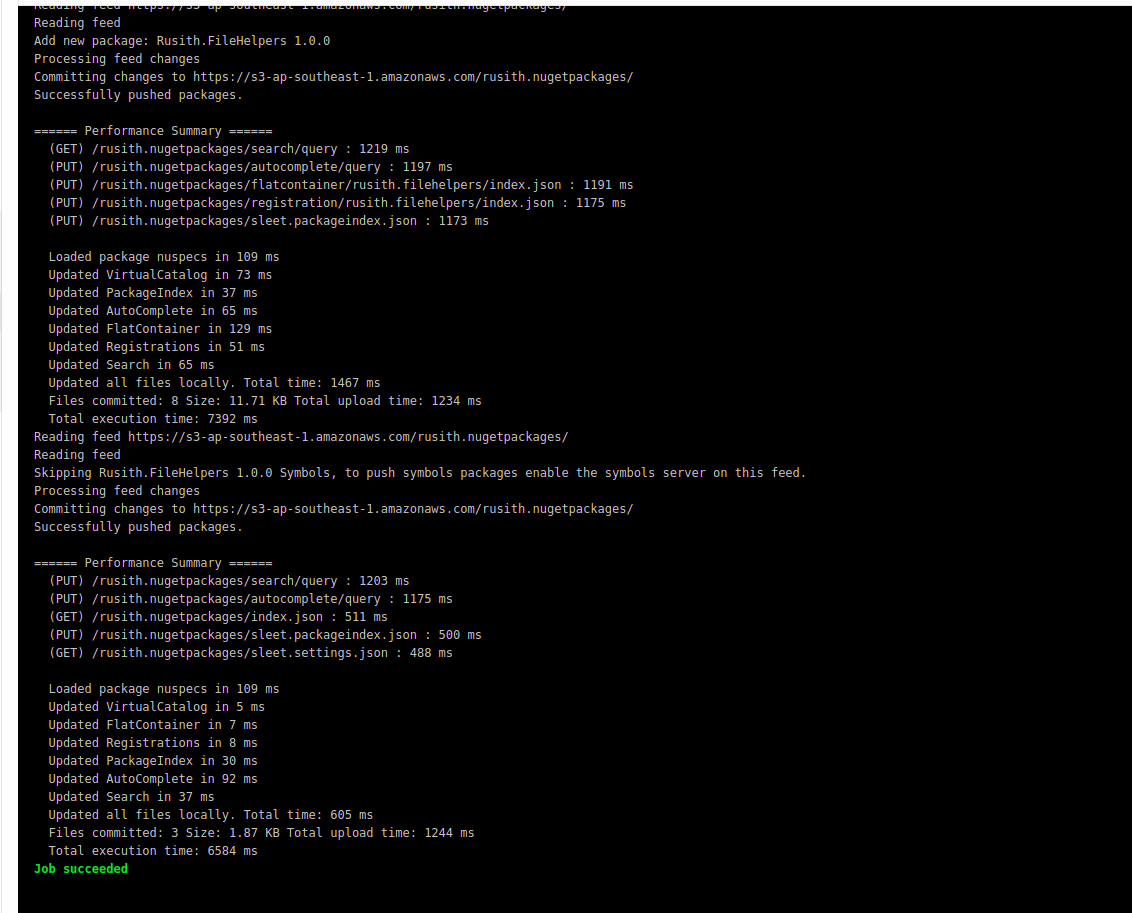 Reading feed https://s3-ap-southeast-1.amazonaws.com/rusith.nugetpackages/
Reading feed
Add new package: Rusith.FileHelpers 1.0.0
Processing feed changes
Committing changes to https://s3-ap-southeast-1.amazonaws.com/rusith.nugetpackages/
Successfully pushed packages.
====== Performance Summary ======
(GET) /rusith.nugetpackages/search/query : 1219 ms
(PUT) /rusith.nugetpackages/autocomplete/query : 1197 ms
(PUT) /rusith.nugetpackages/flatcontainer/rusith.filehelpers/index.json : 1191 ms
(PUT) /rusith.nugetpackages/registration/rusith.filehelpers/index.json : 1175 ms
(PUT) /rusith.nugetpackages/sleet.packageindex.json : 1173 ms
Loaded package nuspecs in 109 ms
Updated VirtualCatalog in 73 ms
Updated PackageIndex in 37 ms
Updated AutoComplete in 65 ms
Updated FlatContainer in 129 ms
Updated Registrations in 51 ms
Updated Search in 65 ms
Updated all files locally. Total time: 1467 ms
Files committed: 8 Size: 11.71 KB Total upload time: 1234 ms
Total execution time: 7392 ms
Reading feed https://s3-ap-southeast-1.amazonaws.com/rusith.nugetpackages/
Reading feed
Skipping Rusith.FileHelpers 1.0.0 Symbols, to push symbols packages enable the symbols server on this feed.
Processing feed changes
Committing changes to https://s3-ap-southeast-1.amazonaws.com/rusith.nugetpackages/
Successfully pushed packages.
====== Performance Summary ======
(PUT) /rusith.nugetpackages/search/query : 1203 ms
(PUT) /rusith.nugetpackages/autocomplete/query : 1175 ms
(GET) /rusith.nugetpackages/index.json : 511 ms
(PUT) /rusith.nugetpackages/sleet.packageindex.json : 500 ms
(GET) /rusith.nugetpackages/sleet.settings.json : 488 ms
Loaded package nuspecs in 109 ms
Updated VirtualCatalog in 5 ms
Updated FlatContainer in 7 ms
Updated Registrations in 8 ms
Updated PackageIndex in 30 ms
Updated AutoComplete in 92 ms
Updated Search in 37 ms
Updated all files locally. Total time: 605 ms
Files committed: 3 Size: 1.87 KB Total upload time: 1244 ms
Total execution time: 6584 ms
Job succeeded